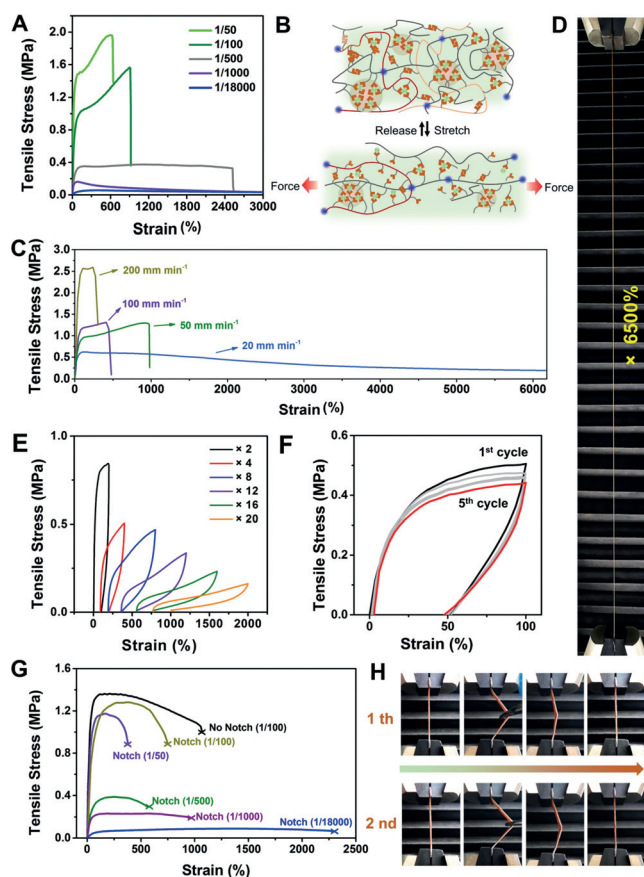 A
Tensile Stress (MPa)
2.0
1.6
1.2
0.8
0.4
0.0
0 600 1200 1800 2400 3000
Strain (%)
1/50
1/100
1/500
1/1000
1/18000
B
Release Stretch
Force Force
C
Tensile Stress (MPa)
3.0
2.5
2.0
1.5
1.0
0.5
0.0
0 1000 2000 3000 4000 5000 6000
Strain (%)
200 mm min⁻¹
100 mm min⁻¹
50 mm min⁻¹
20 mm min⁻¹
D
× 6500%
E
Tensile Stress (MPa)
1.0
0.5
0.0
0 500 1000 1500 2000
Strain (%)
× 2
× 4
× 8
× 12
× 16
× 20
F
Tensile Stress (MPa)
0.6
0.4
0.2
0.0
0 50 100
Strain (%)
1st cycle
5th cycle
G
Tensile Stress (MPa)
1.6
1.2
0.8
0.4
0.0
0 500 1000 1500 2000 2500
Strain (%)
No Notch (1/100)
Notch (1/100)
Notch (1/50)
Notch (1/500)
Notch (1/1000)
Notch (1/18000)
H
1 th
2 nd